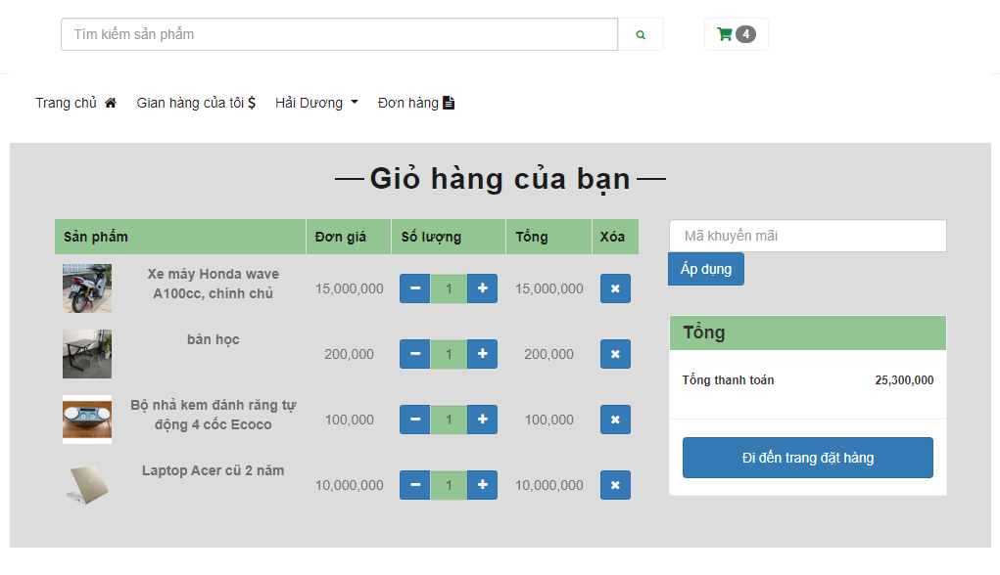 Tìm kiếm sản phẩm
4
Trang chủ Gian hàng của tôi $ Hải Dương Đơn hàng
Giỏ hàng của bạn
Sản phẩm Đơn giá Số lượng Tổng Xóa
Xe máy Honda wave
A100cc, chính chủ
15,000,000 − 1 + 15,000,000 ×
bàn học
200,000 − 1 + 200,000 ×
Bộ nhả kem đánh răng tự
động 4 cốc Ecoco
100,000 − 1 + 100,000 ×
Laptop Acer cũ 2 năm
10,000,000 − 1 + 10,000,000 ×
Mã khuyến mãi
Áp dụng
Tổng
Tổng thanh toán 25,300,000
Đi đến trang đặt hàng